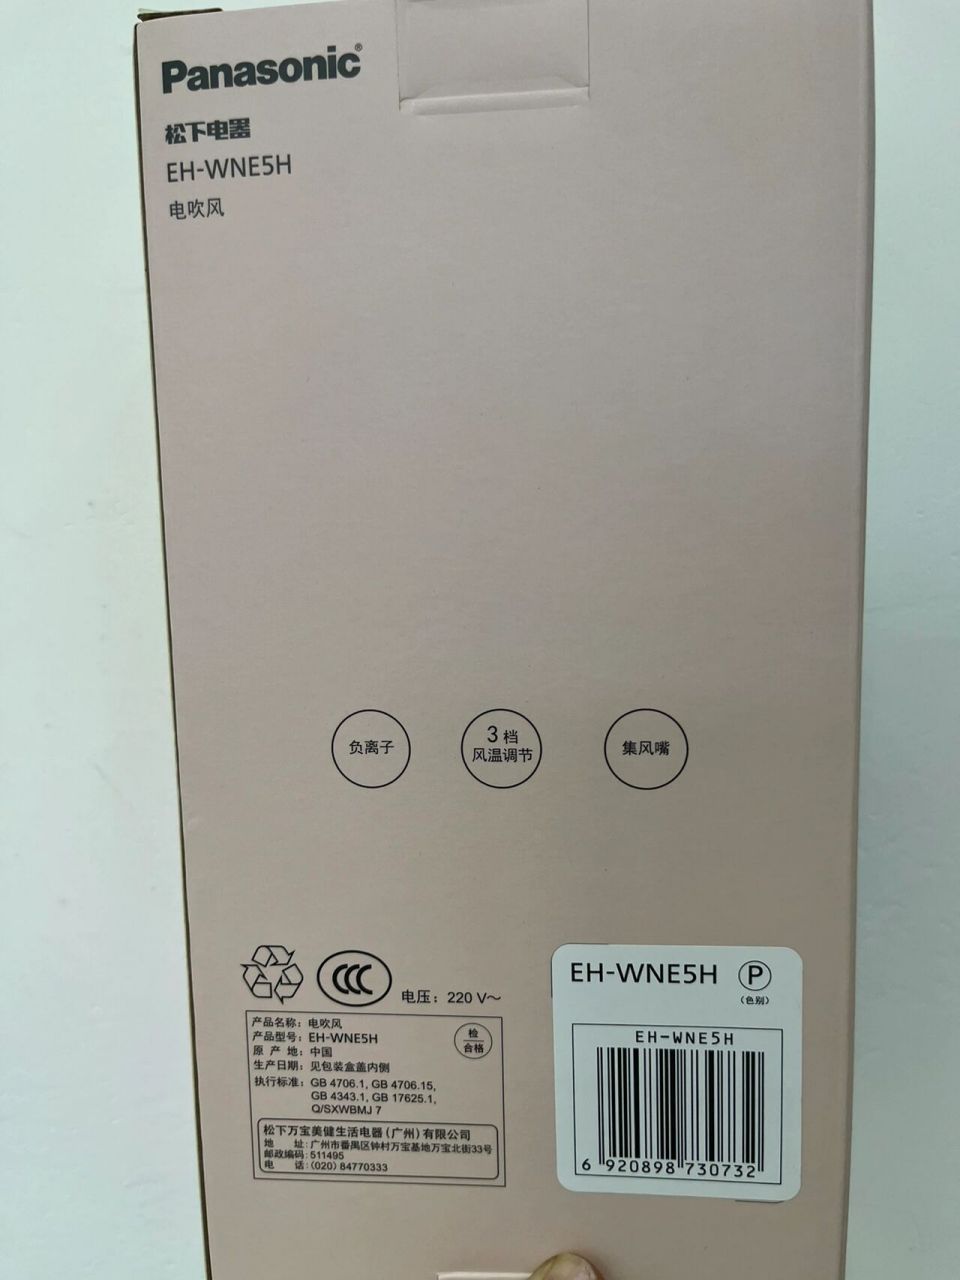 Panasonic®
松下电器
EH-WNE5H
电吹风
负离子
3 档
风温调节
集风嘴
CCC
电压：220 V～
产品名称：电吹风
产品型号：EH-WNE5H
原 产 地：中国
生产日期：见包装盒盖内侧
执行标准：GB 4706.1, GB 4706.15,
GB 4343.1, GB 17625.1,
Q/SXWBMJ 7
检
合格
松下万宝美健生活电器（广州）有限公司
地 址：广州市番禺区钟村万宝基地万宝北街33号
邮政编码：511495
电 话：(020) 84770333
EH-WNE5H P
（色别）
EH-WNE5H
6 920898 730732